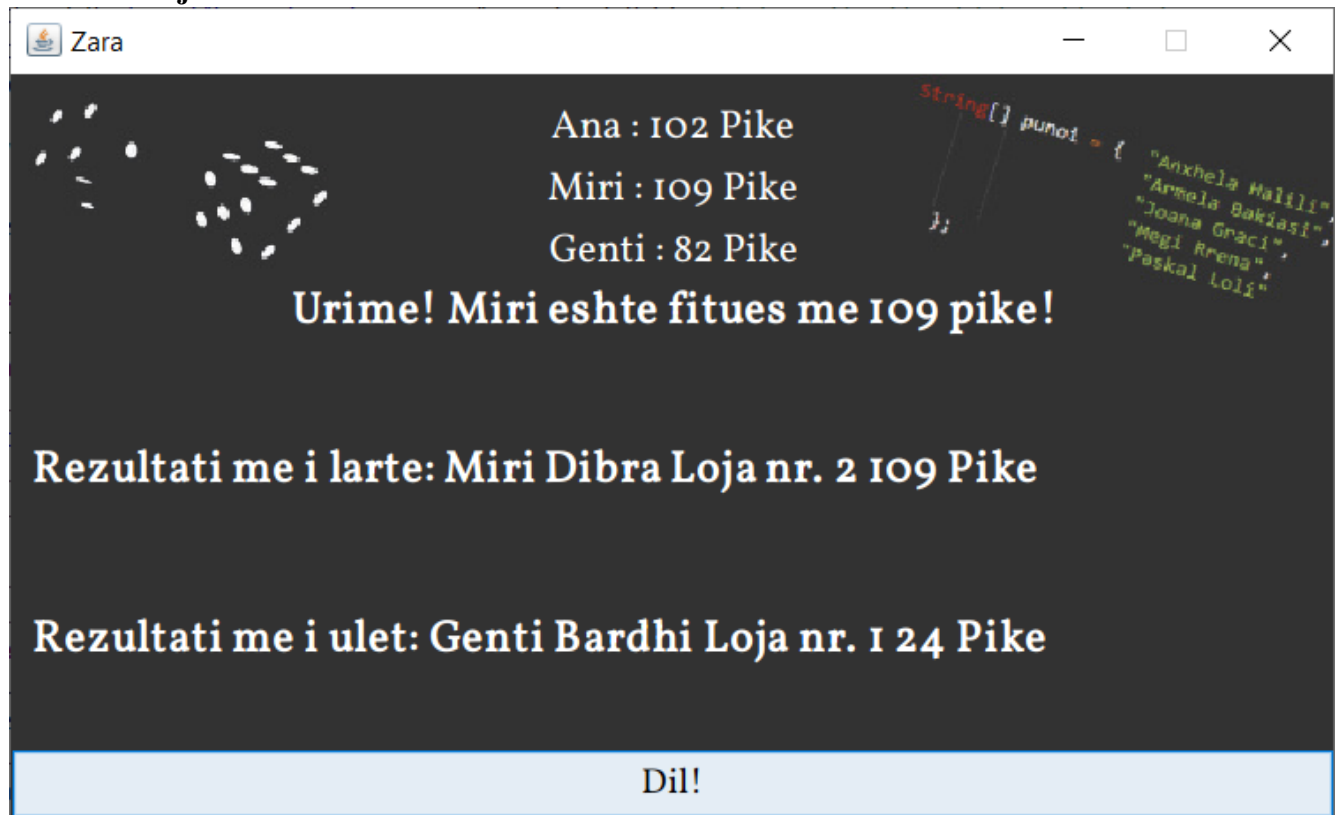 Zara
Ana : 102 Pike
Miri : 109 Pike
Genti : 82 Pike
Urime! Miri eshte fitues me 109 pike!
String[] punoi = {
"Anxhela Halili",
"Armela Bakiasi",
"Joana Graci",
"Megi Rrena",
"Paskal Loli"
};
Rezultati me i larte: Miri Dibra Loja nr. 2 109 Pike
Rezultati me i ulet: Genti Bardhi Loja nr. 1 24 Pike
Dil!